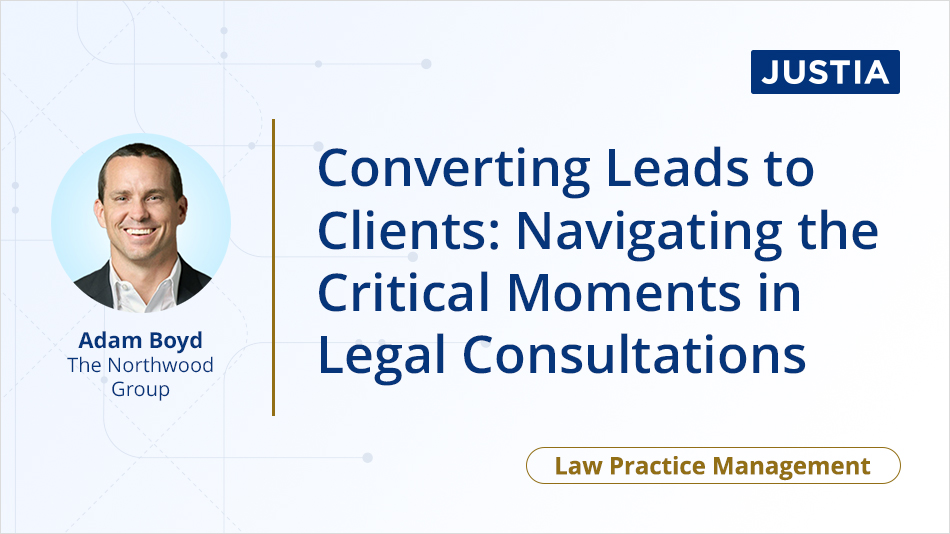 JUSTIA
Converting Leads to
Clients: Navigating the
Critical Moments in
Legal Consultations
Adam Boyd
The Northwood
Group
Law Practice Management